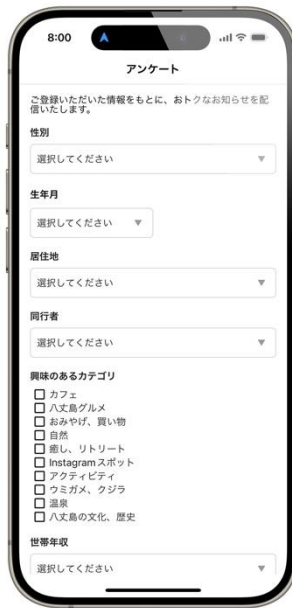 8:00
アンケート
ご登録いただいた情報をもとに、おトクなお知らせを配
信いたします。
性別
選択してください
生年月
選択してください
居住地
選択してください
同行者
選択してください
興味のあるカテゴリ
カフェ
八丈島グルメ
おみやげ、買い物
自然
癒し、リトリート
Instagramスポット
アクティビティ
ウミガメ、クジラ
温泉
八丈島の文化、歴史
世帯年収
選択してください